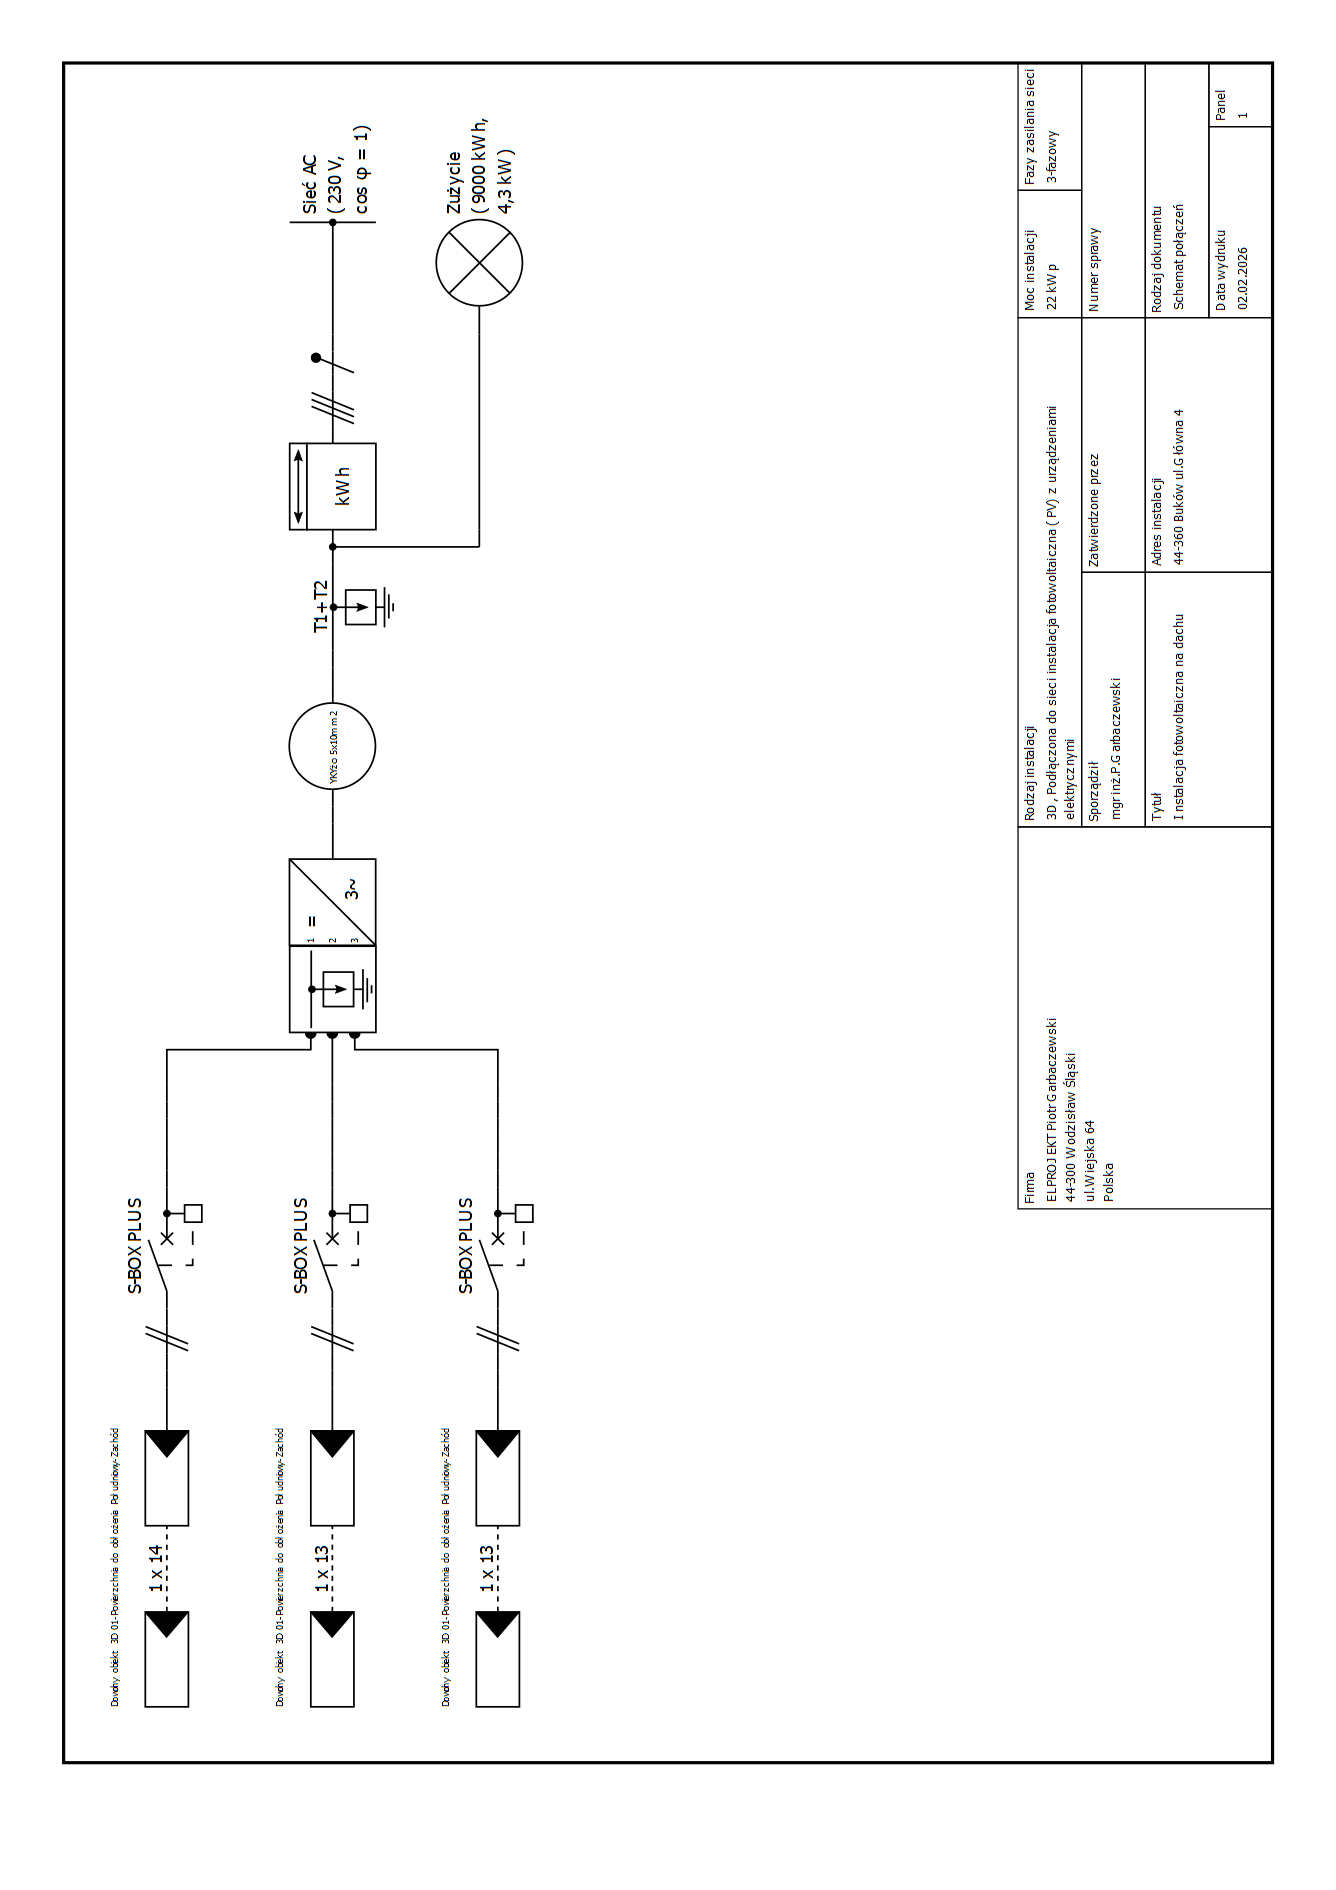 Dowolny obiekt 3D 01-Powierzchnia do obłożenia Południowy-Zachód
1 x 14
S-BOX PLUS
Dowolny obiekt 3D 01-Powierzchnia do obłożenia Południowy-Zachód
1 x 13
S-BOX PLUS
Dowolny obiekt 3D 01-Powierzchnia do obłożenia Południowy-Zachód
1 x 13
S-BOX PLUS
1
2
3
=
3~
YKYżo 5x10mm2
T1+T2
kWh
Sieć AC
(230 V,
cos φ = 1)
Zużycie
(9000 kWh,
4,3 kW)
Firma
ELPROJEKT Piotr Garbaczewski
44-300 Wodzisław Śląski
ul.Wiejska 64
Polska
Rodzaj instalacji
3D, Podłączona do sieci instalacja fotowoltaiczna (PV) z urządzeniami
elektrycznymi
Moc instalacji
22 kWp
Fazy zasilania sieci
3-fazowy
Sporządził
mgr inż.P.Garbaczewski
Zatwierdzone przez
Numer sprawy
Tytuł
Instalacja fotowoltaiczna na dachu
Adres instalacji
44-360 Buków ul.Główna 4
Rodzaj dokumentu
Schemat połączeń
Data wydruku
02.02.2026
Panel
1